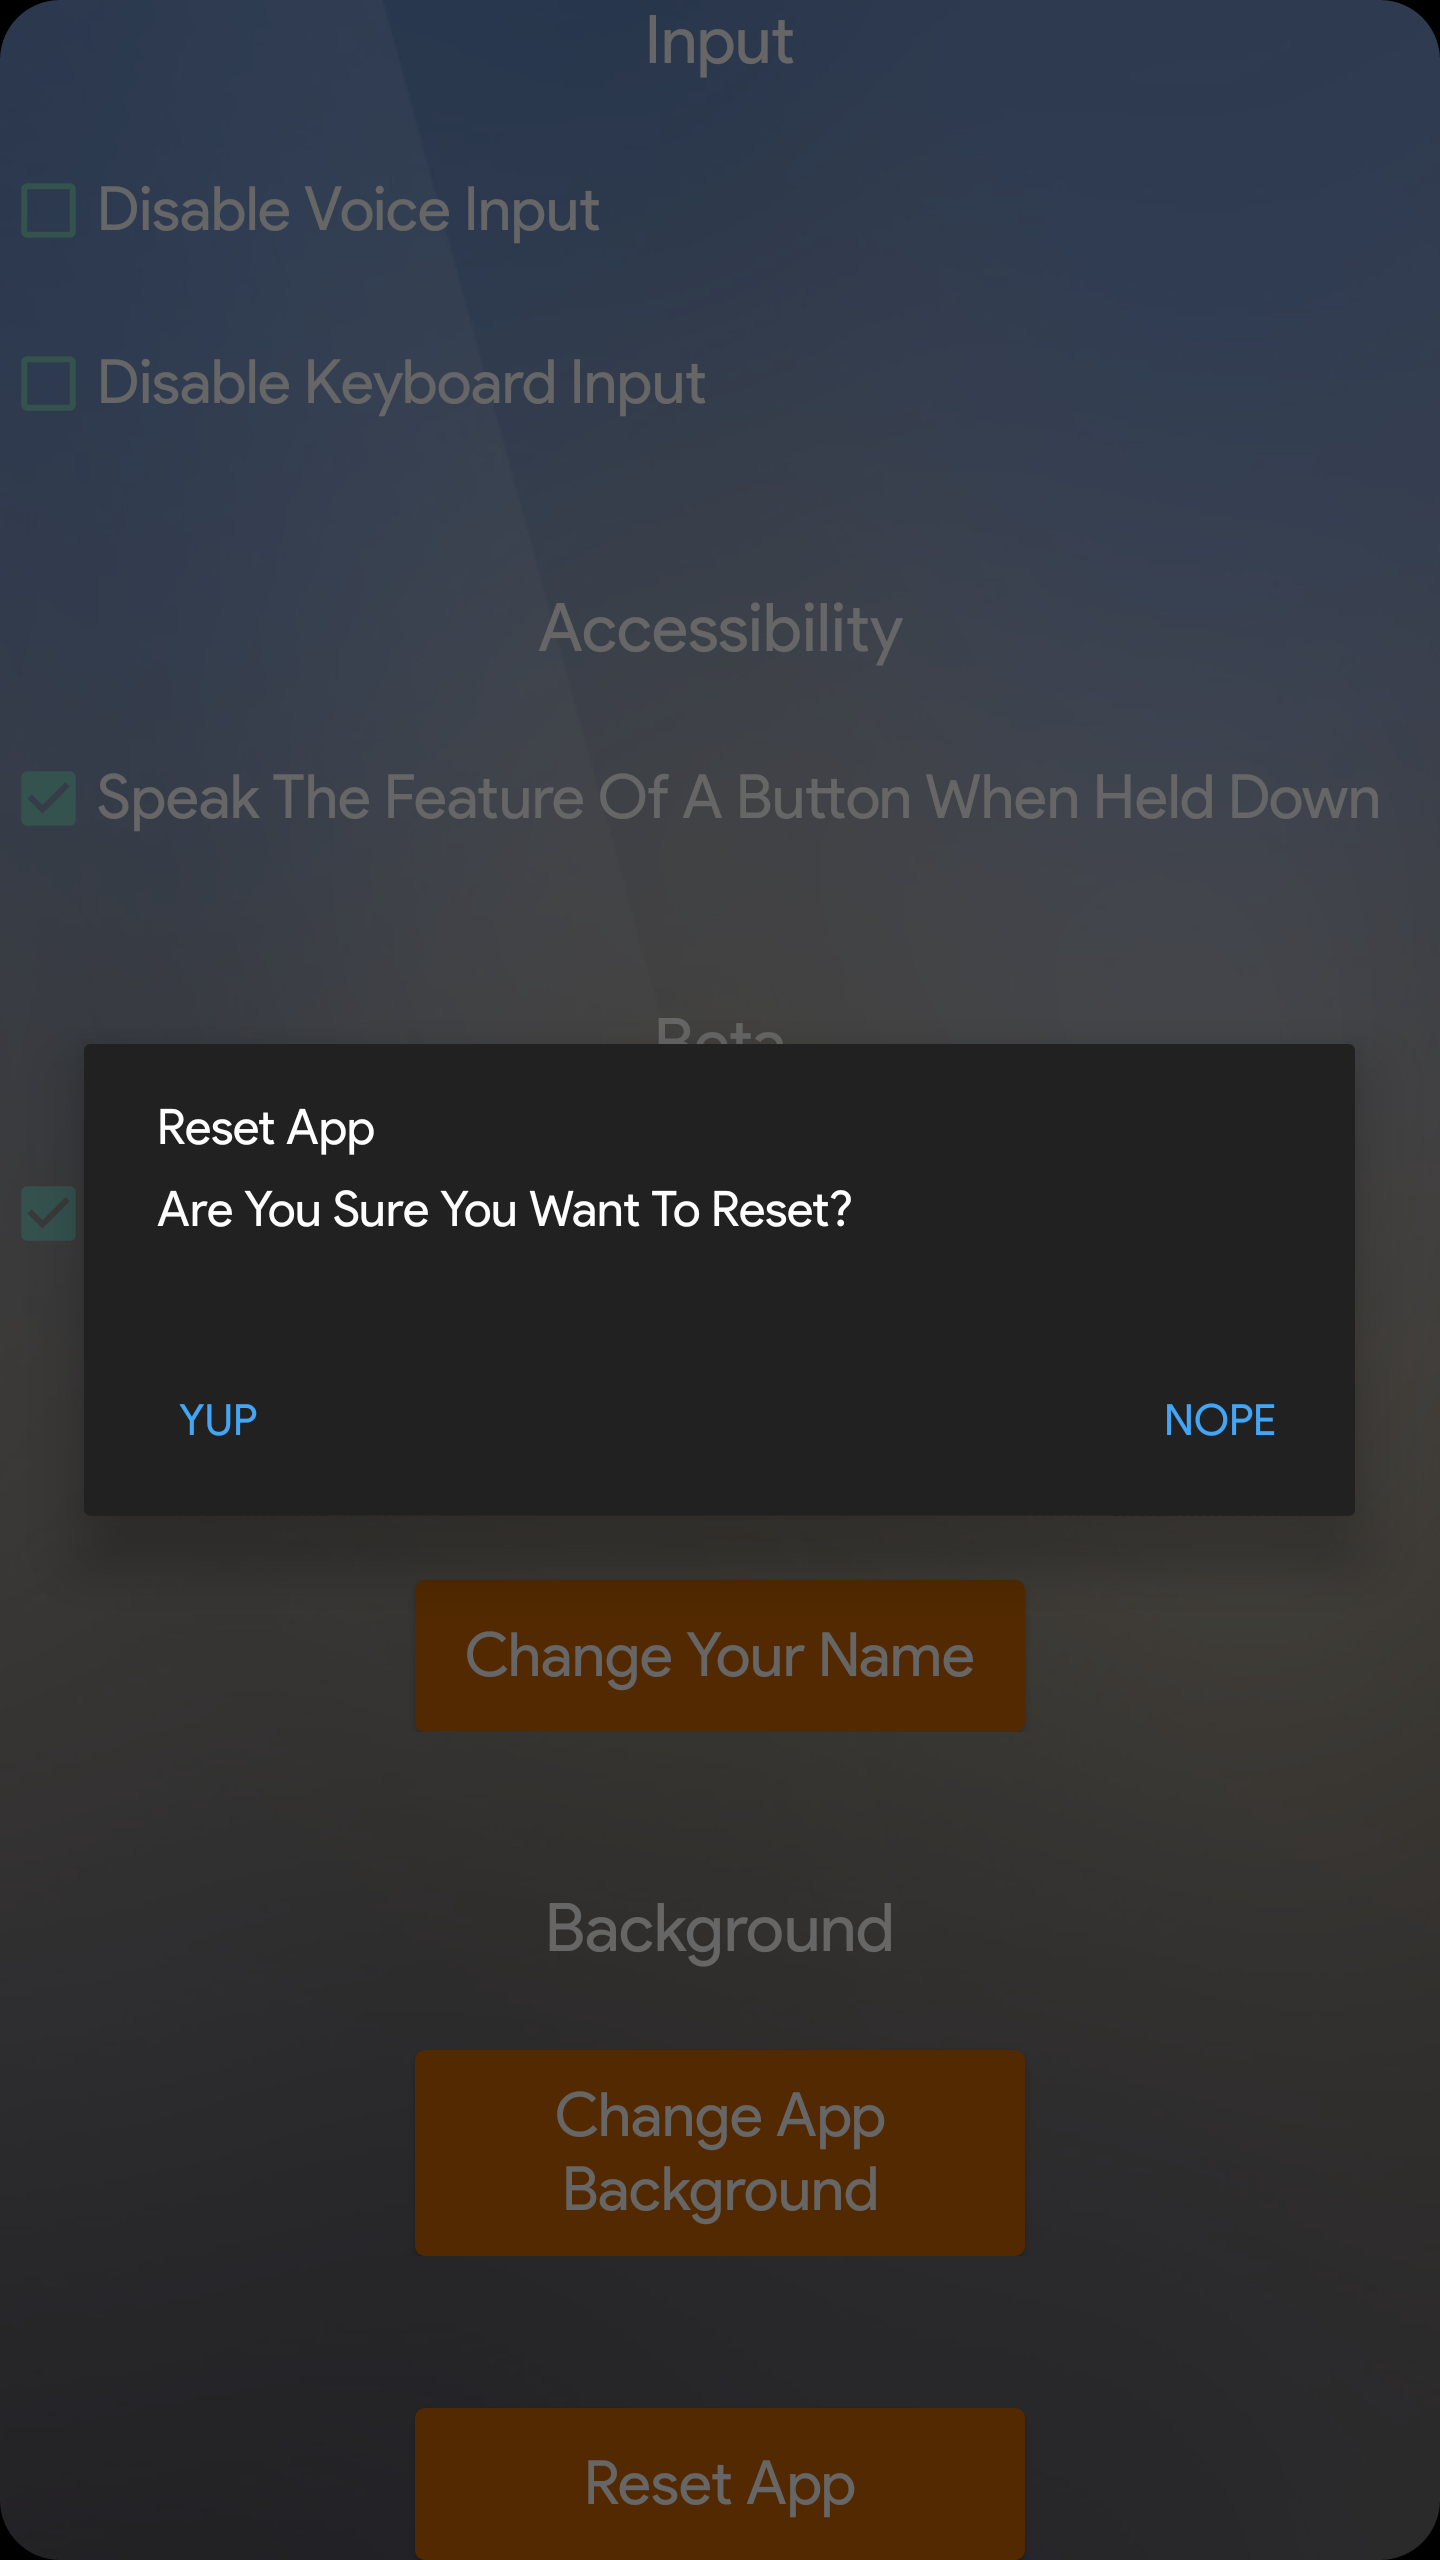 Input
Disable Voice Input
Disable Keyboard Input
Accessibility
Speak The Feature Of A Button When Held Down
Beta
Reset App
Are You Sure You Want To Reset?
YUP
NOPE
Change Your Name
Background
Change App
Background
Reset App